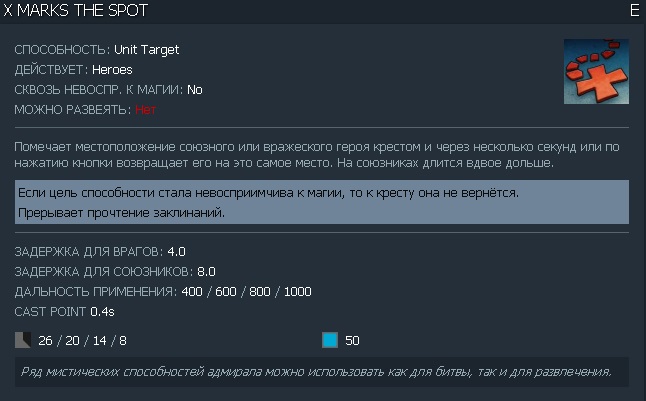 X MARKS THE SPOT E
СПОСОБНОСТЬ: Unit Target
ДЕЙСТВУЕТ: Heroes
СКВОЗЬ НЕВОСПР. К МАГИИ: No
МОЖНО РАЗВЕЯТЬ: Нет
Помечает местоположение союзного или вражеского героя крестом и через несколько секунд или по
нажатию кнопки возвращает его на это самое место. На союзниках длится вдвое дольше.
Если цель способности стала невосприимчива к магии, то к кресту она не вернётся.
Прерывает прочтение заклинаний.
ЗАДЕРЖКА ДЛЯ ВРАГОВ: 4.0
ЗАДЕРЖКА ДЛЯ СОЮЗНИКОВ: 8.0
ДАЛЬНОСТЬ ПРИМЕНЕНИЯ: 400 / 600 / 800 / 1000
CAST POINT 0.4s
26 / 20 / 14 / 8 50
Ряд мистических способностей адмирала можно использовать как для битвы, так и для развлечения.